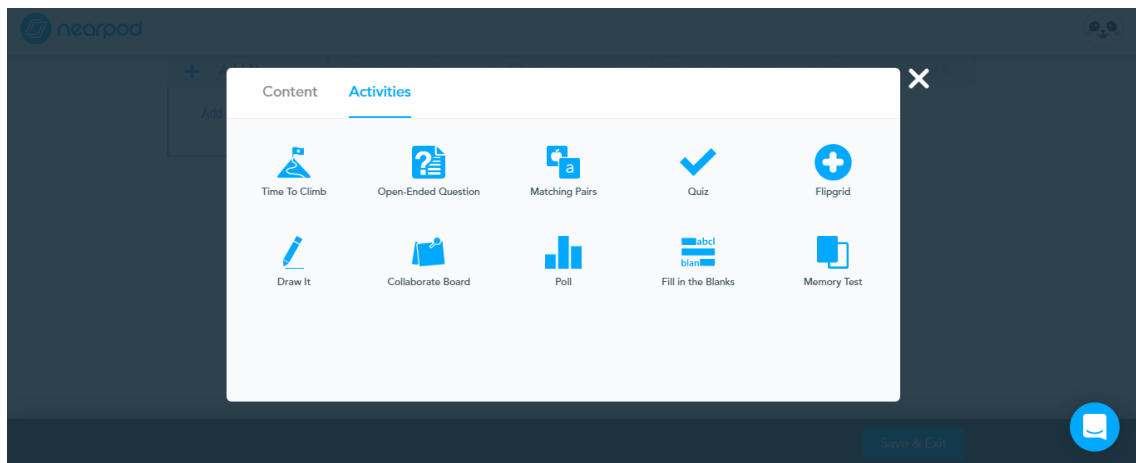 nearpod
Add
Content Activities
Time To Climb Open-Ended Question Matching Pairs Quiz Flipgrid
a
abcl
blan
Draw It Collaborate Board Poll Fill in the Blanks Memory Test
Save & Exit